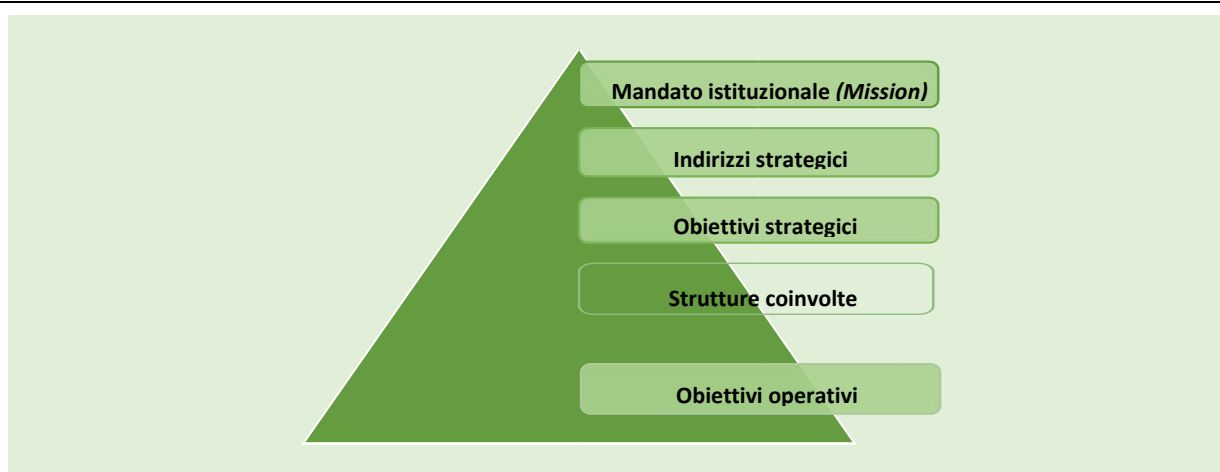 Mandato istituzionale (Mission)
Indirizzi strategici
Obiettivi strategici
Strutture coinvolte
Obiettivi operativi